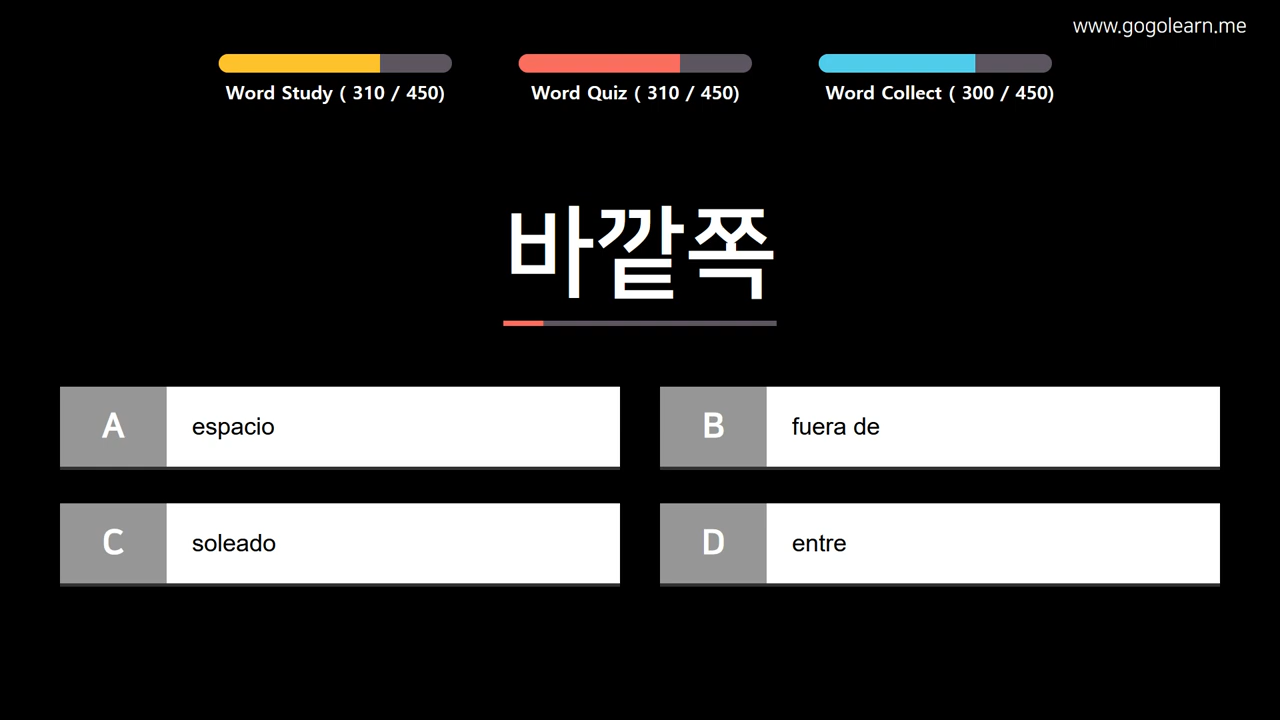 www.gogolearn.me
Word Study ( 310 / 450)
Word Quiz ( 310 / 450)
Word Collect ( 300 / 450)
바깥쪽
A espacio
B fuera de
C soleado
D entre